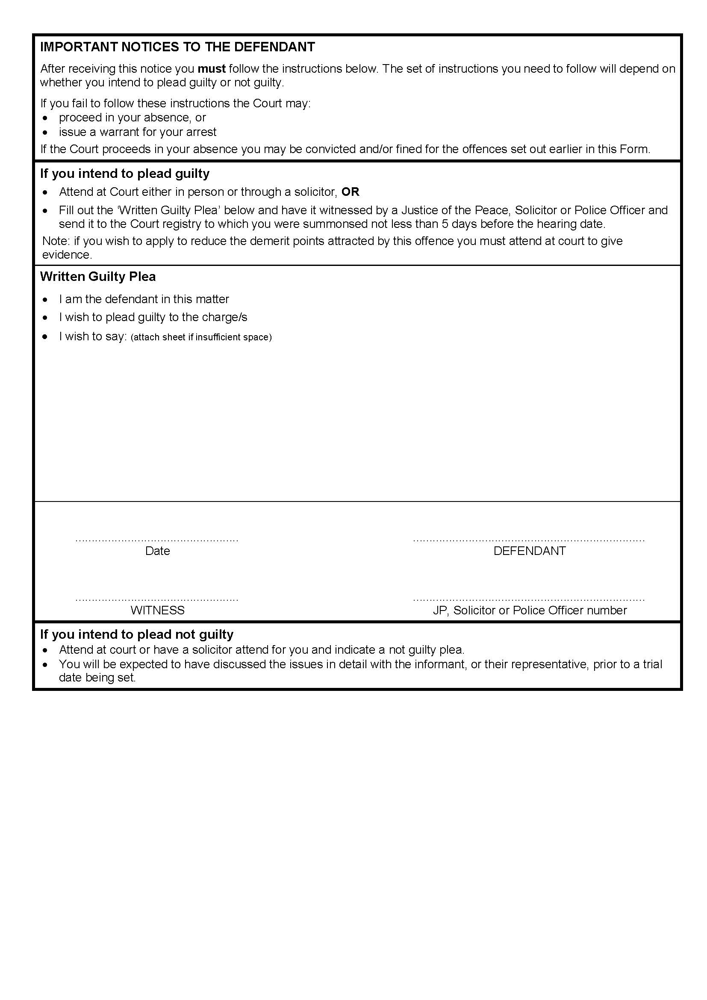 IMPORTANT NOTICES TO THE DEFENDANT
After receiving this notice you must follow the instructions below. The set of instructions you need to follow will depend on
whether you intend to plead guilty or not guilty.
If you fail to follow these instructions the Court may:
• proceed in your absence, or
• issue a warrant for your arrest
If the Court proceeds in your absence you may be convicted and/or fined for the offences set out earlier in this Form.
If you intend to plead guilty
• Attend at Court either in person or through a solicitor, OR
• Fill out the ‘Written Guilty Plea’ below and have it witnessed by a Justice of the Peace, Solicitor or Police Officer and
send it to the Court registry to which you were summonsed not less than 5 days before the hearing date.
Note: if you wish to apply to reduce the demerit points attracted by this offence you must attend at court to give
evidence.
Written Guilty Plea
• I am the defendant in this matter
• I wish to plead guilty to the charge/s
• I wish to say: (attach sheet if insufficient space)
Date
DEFENDANT
WITNESS
JP, Solicitor or Police Officer number
If you intend to plead not guilty
• Attend at court or have a solicitor attend for you and indicate a not guilty plea.
• You will be expected to have discussed the issues in detail with the informant, or their representative, prior to a trial
date being set.